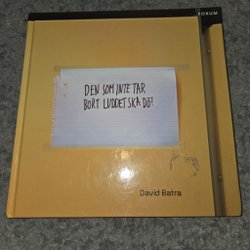 FORUM
DEN SOM INTE TAR
BORT LUDDET SKA DÖ!
David Batra